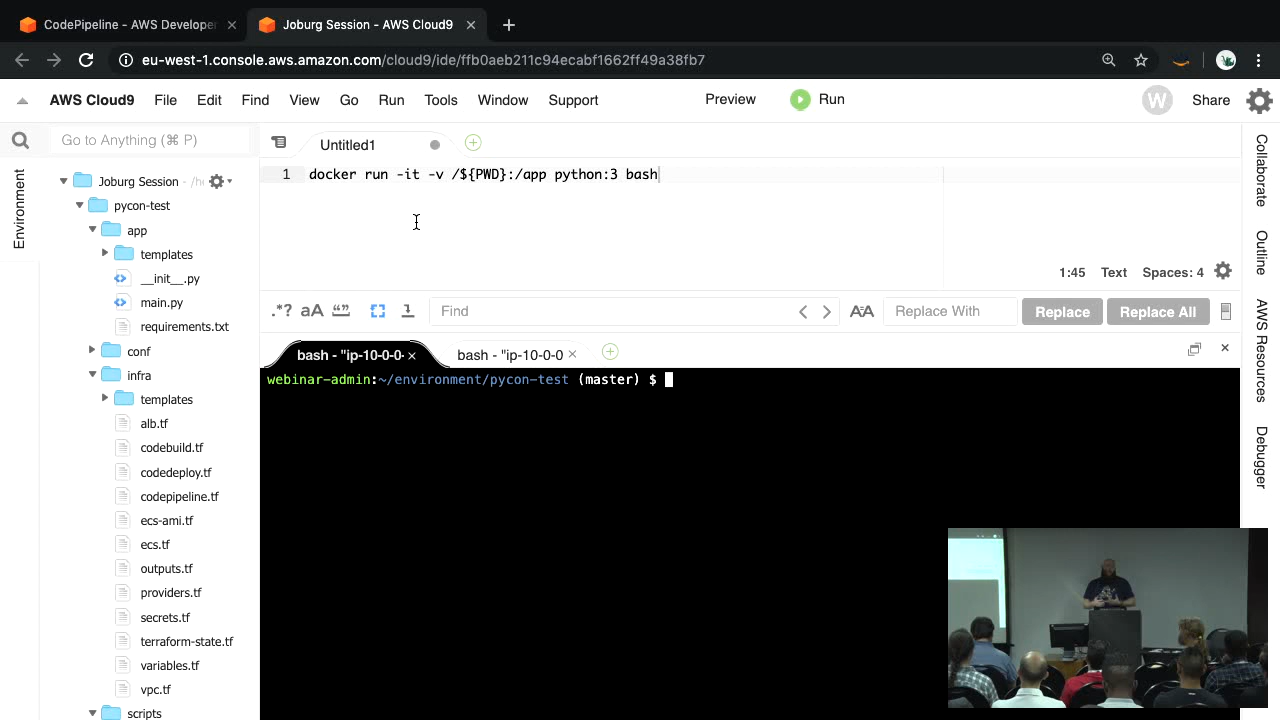 CodePipeline - AWS Developer
Joburg Session - AWS Cloud9
eu-west-1.console.aws.amazon.com/cloud9/ide/ffb0aeb211c94ecabf1662ff49a38fb7
AWS Cloud9 File Edit Find View Go Run Tools Window Support Preview Run W Share
Go to Anything (⌘ P)
Untitled1
1 docker run -it -v /${PWD}:/app python:3 bash
1:45 Text Spaces: 4
Environment
Joburg Session - /h
pycon-test
app
templates
__init__.py
main.py
requirements.txt
conf
infra
templates
alb.tf
codebuild.tf
codedeploy.tf
codepipeline.tf
ecs-ami.tf
ecs.tf
outputs.tf
providers.tf
secrets.tf
terraform-state.tf
variables.tf
vpc.tf
scripts
.*? aA “” Find AA Replace With Replace Replace All
bash - "ip-10-0-0- bash - "ip-10-0-0
webinar-admin:~/environment/pycon-test (master) $
Collaborate
Outline
AWS Resources
Debugger